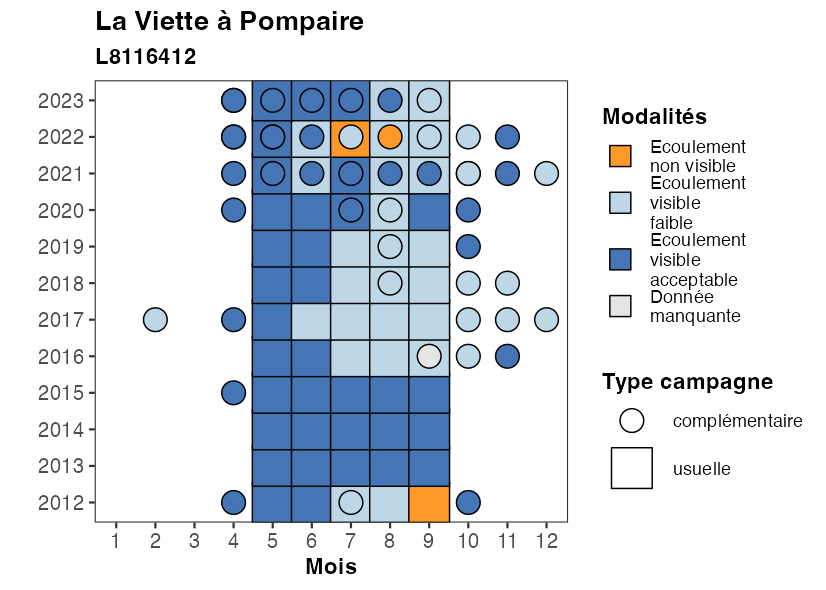 La Viette à Pompaire
L8116412
2023
2022
2021
2020
2019
2018
2017
2016
2015
2014
2013
2012
1 2 3 4 5 6 7 8 9 10 11 12
Mois
Modalités
Ecoulement
non visible
Ecoulement
visible
faible
Ecoulement
visible
acceptable
Donnée
manquante
Type campagne
complémentaire
usuelle